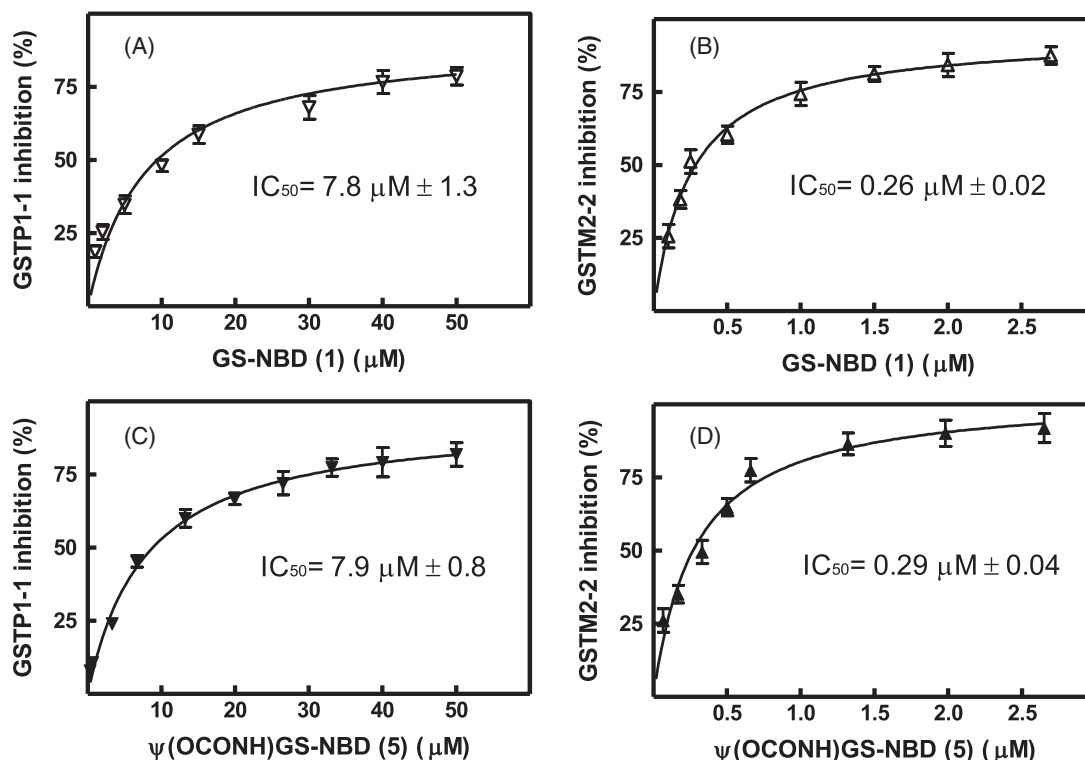 (A)
GSTP1-1 inhibition (%)
75
50
25
IC50= 7.8 μM ± 1.3
10 20 30 40 50
GS-NBD (1) (μM)
(B)
GSTM2-2 inhibition (%)
75
50
25
IC50= 0.26 μM ± 0.02
0.5 1.0 1.5 2.0 2.5
GS-NBD (1) (μM)
(C)
GSTP1-1 inhibition (%)
75
50
25
IC50= 7.9 μM ± 0.8
10 20 30 40 50
ψ(OCONH)GS-NBD (5) (μM)
(D)
GSTM2-2 inhibition (%)
75
50
25
IC50= 0.29 μM ± 0.04
0.5 1.0 1.5 2.0 2.5
ψ(OCONH)GS-NBD (5) (μM)